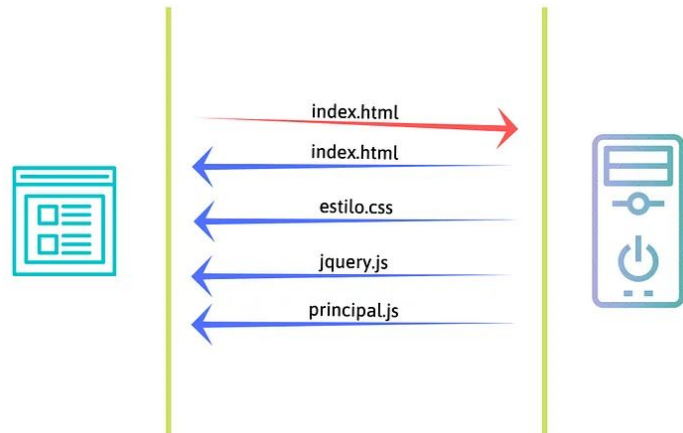 index.html
index.html
estilo.css
jquery.js
principal.js